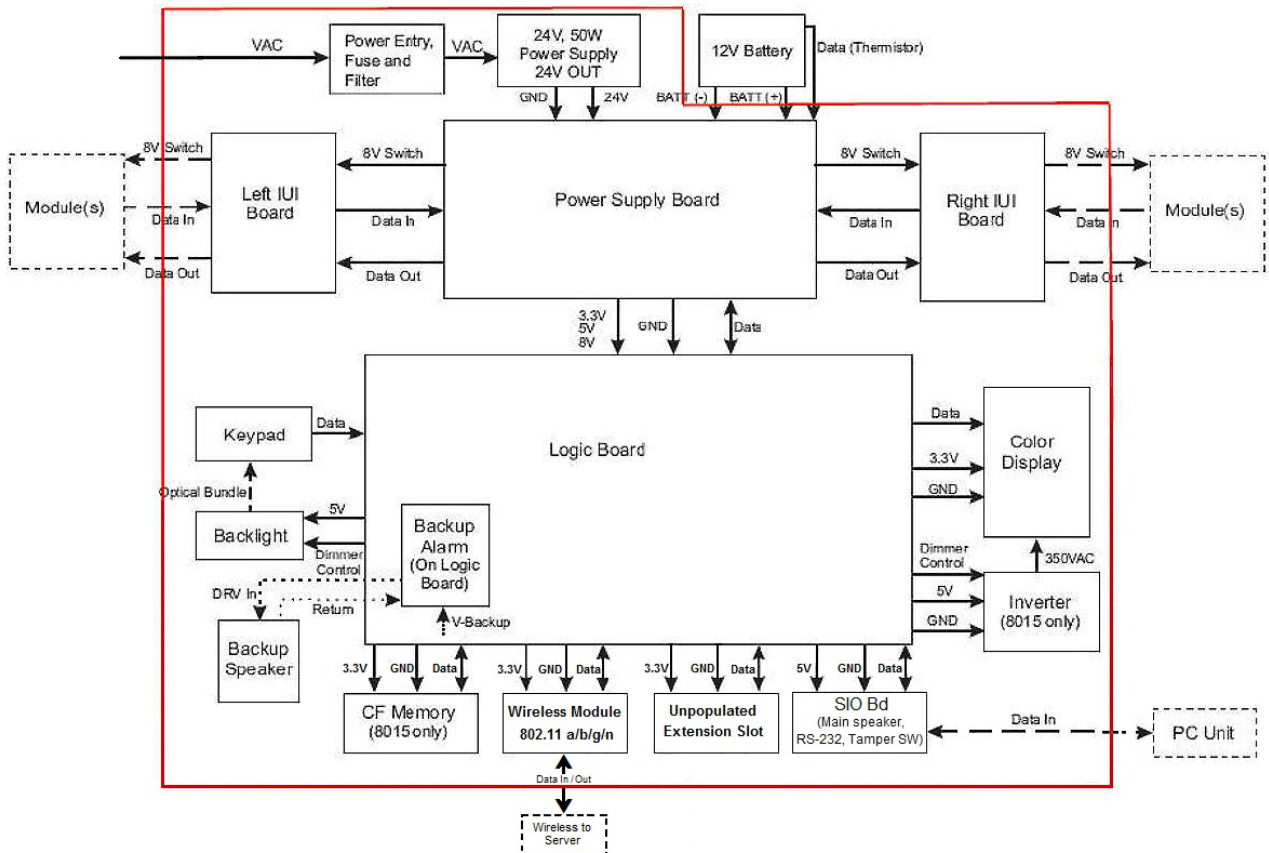 VAC
Power Entry,
Fuse and
Filter
VAC
24V, 50W
Power Supply
24V OUT
12V Battery
Data (Thermistor)
GND
24V
BATT (-)
BATT (+)
8V Switch
8V Switch
8V Switch
8V Switch
Module(s)
Left IUI
Board
Power Supply Board
Right IUI
Board
Module(s)
Data In
Data In
Data In
Data In
Data Out
Data Out
Data Out
Data Out
3.3V
5V
8V
GND
Data
Keypad
Data
Logic Board
Data
3.3V
GND
Color
Display
Optical Bundle
Backlight
5V
Dimmer
Control
Backup
Alarm
(On Logic
Board)
Dimmer
Control
5V
GND
350VAC
Inverter
(8015 only)
DRV In
Return
V-Backup
Backup
Speaker
3.3V
GND
Data
3.3V
GND
Data
3.3V
GND
Data
5V
GND
Data
CF Memory
(8015 only)
Wireless Module
802.11 a/b/g/n
Unpopulated
Extension Slot
SIO Bd
(Main speaker,
RS-232, Tamper SW)
Data In
PC Unit
Data In/Out
Wireless to
Server